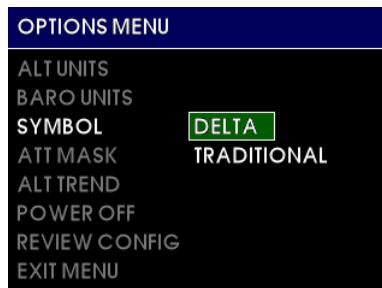 OPTIONS MENU
ALT UNITS
BARO UNITS
SYMBOL DELTA
ATT MASK TRADITIONAL
ALT TREND
POWER OFF
REVIEW CONFIG
EXIT MENU